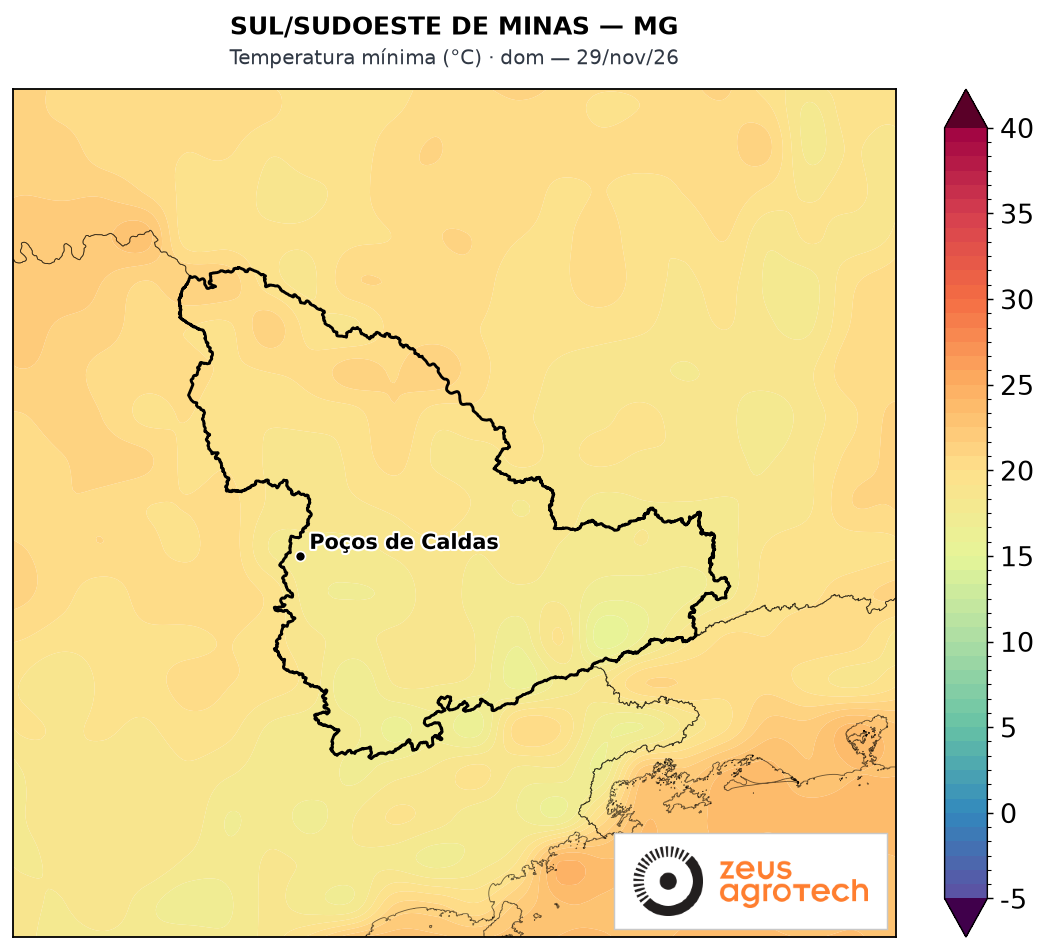 SUL/SUDOESTE DE MINAS — MG
Temperatura mínima (°C) · dom — 29/nov/26
40
35
30
25
20
15
10
5
0
-5
Poços de Caldas
zeus
agrotech